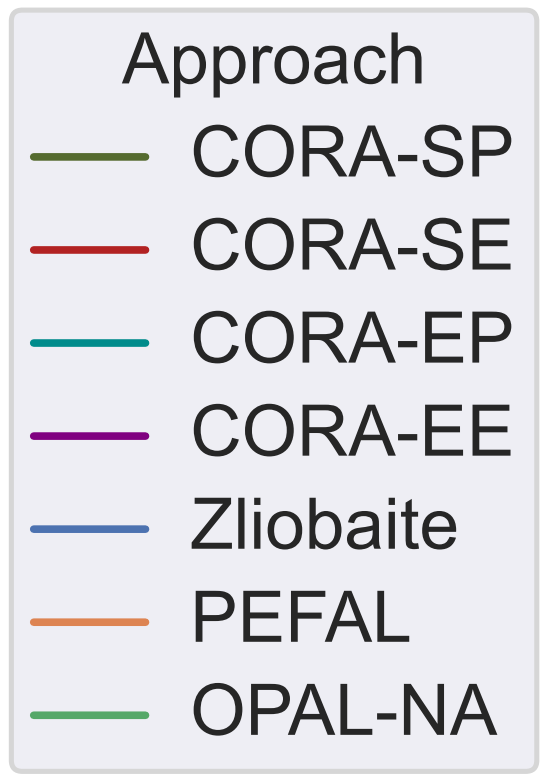 Approach
CORA-SP
CORA-SE
CORA-EP
CORA-EE
Zliobaite
PEFAL
OPAL-NA